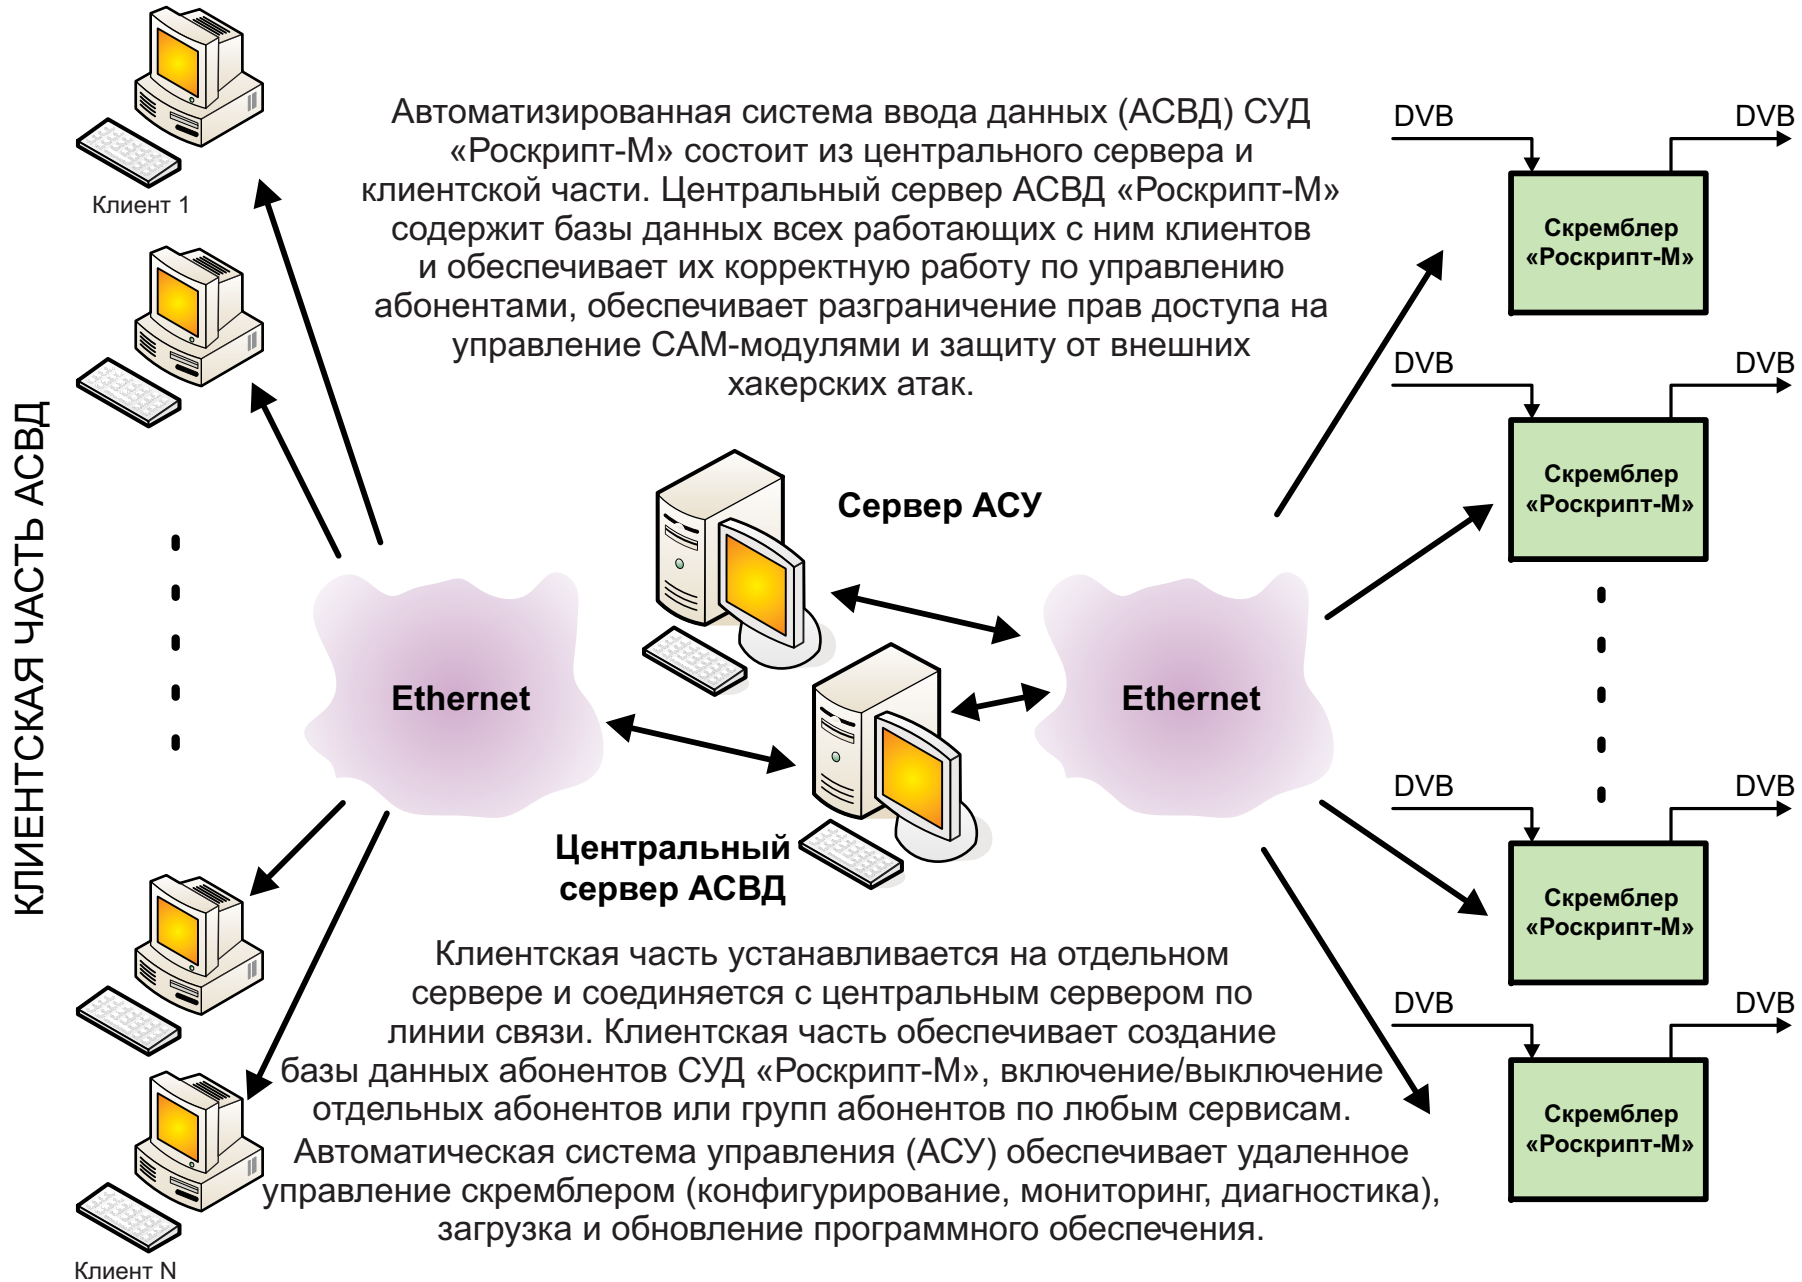 КЛИЕНТСКАЯ ЧАСТЬ АСВД
Клиент 1
Автоматизированная система ввода данных (АСВД) СУД
«Роскрипт-М» состоит из центрального сервера и
клиентской части. Центральный сервер АСВД «Роскрипт-М»
содержит базы данных всех работающих с ним клиентов
и обеспечивает их корректную работу по управлению
абонентами, обеспечивает разграничение прав доступа на
управление САМ-модулями и защиту от внешних
хакерских атак.
DVB
DVB
Скремблер
«Роскрипт-М»
DVB
DVB
Скремблер
«Роскрипт-М»
Сервер АСУ
Ethernet
Ethernet
Центральный
сервер АСВД
DVB
DVB
Скремблер
«Роскрипт-М»
Клиентская часть устанавливается на отдельном
сервере и соединяется с центральным сервером по
линии связи. Клиентская часть обеспечивает создание
базы данных абонентов СУД «Роскрипт-М», включение/выключение
отдельных абонентов или групп абонентов по любым сервисам.
DVB
DVB
Скремблер
«Роскрипт-М»
Автоматическая система управления (АСУ) обеспечивает удаленное
управление скремблером (конфигурирование, мониторинг, диагностика),
загрузка и обновление программного обеспечения.
Клиент N